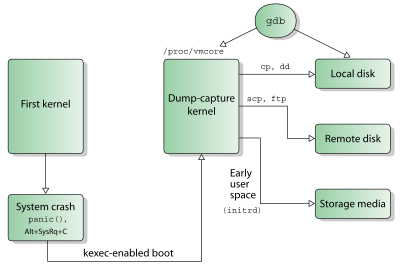 gdb
/proc/vmcore
cp, dd
Local disk
First kernel
Dump-capture
kernel
scp, ftp
Remote disk
Early
user
space
(initrd)
Storage media
System crash
panic(),
Alt+SysRq+C
kexec-enabled boot